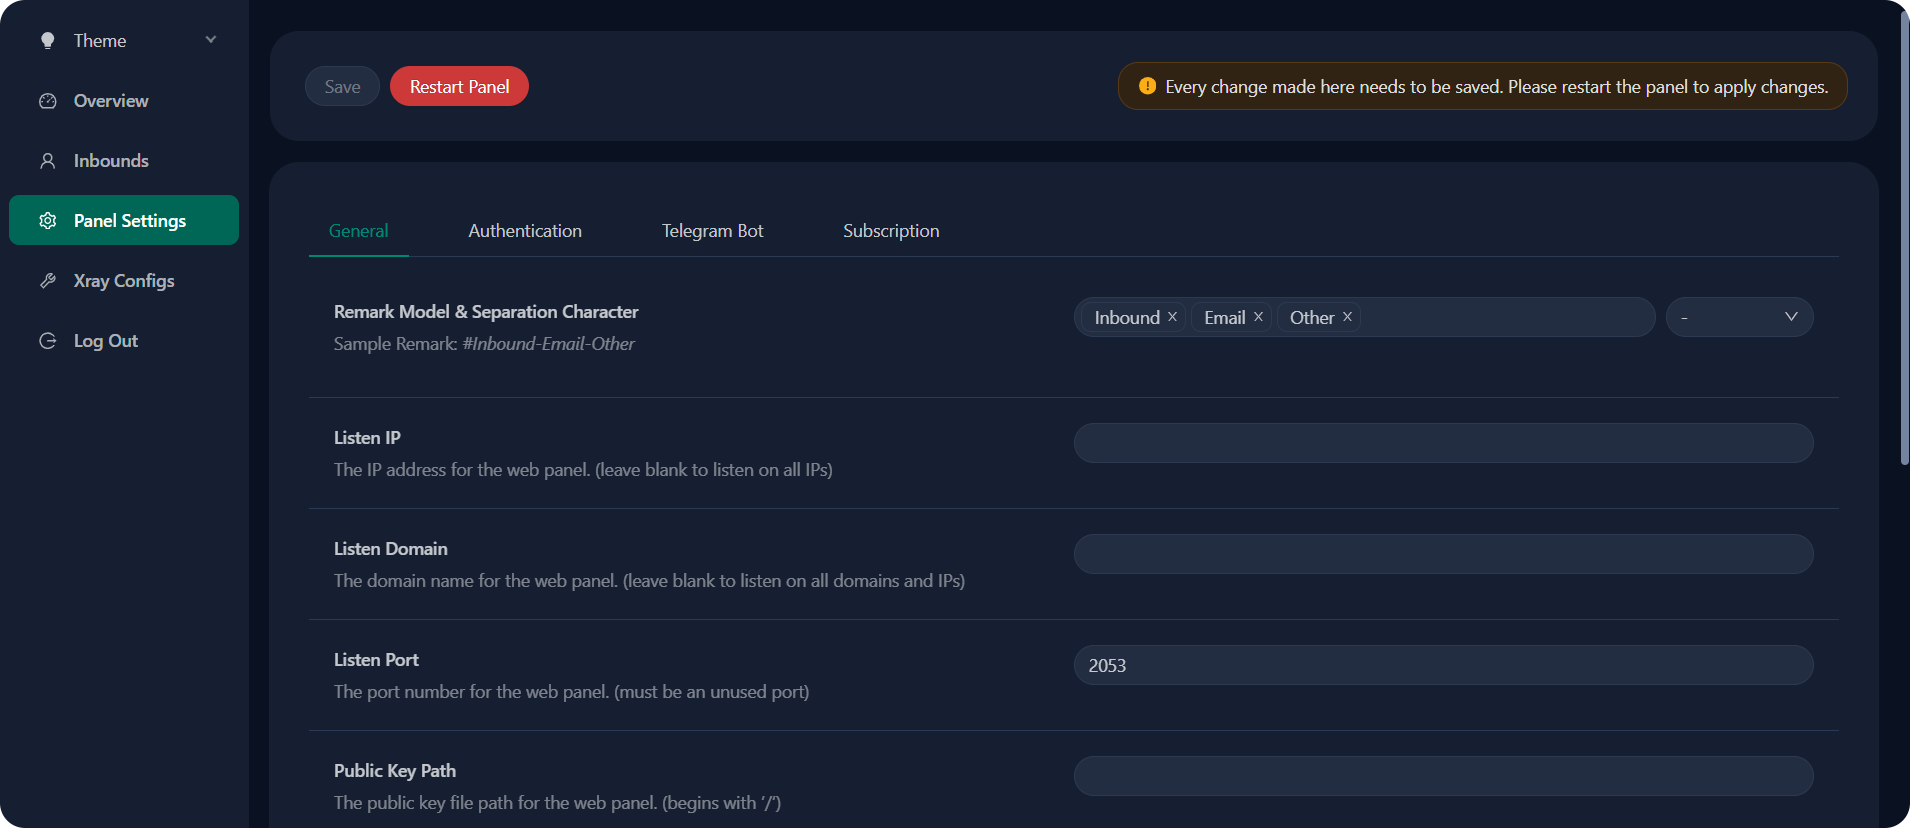 Theme
Overview
Inbounds
Panel Settings
Xray Configs
Log Out
Save
Restart Panel
Every change made here needs to be saved. Please restart the panel to apply changes.
General
Authentication
Telegram Bot
Subscription
Remark Model & Separation Character
Sample Remark: #Inbound-Email-Other
Inbound
Email
Other
-
Listen IP
The IP address for the web panel. (leave blank to listen on all IPs)
Listen Domain
The domain name for the web panel. (leave blank to listen on all domains and IPs)
Listen Port
The port number for the web panel. (must be an unused port)
2053
Public Key Path
The public key file path for the web panel. (begins with ‘/’)